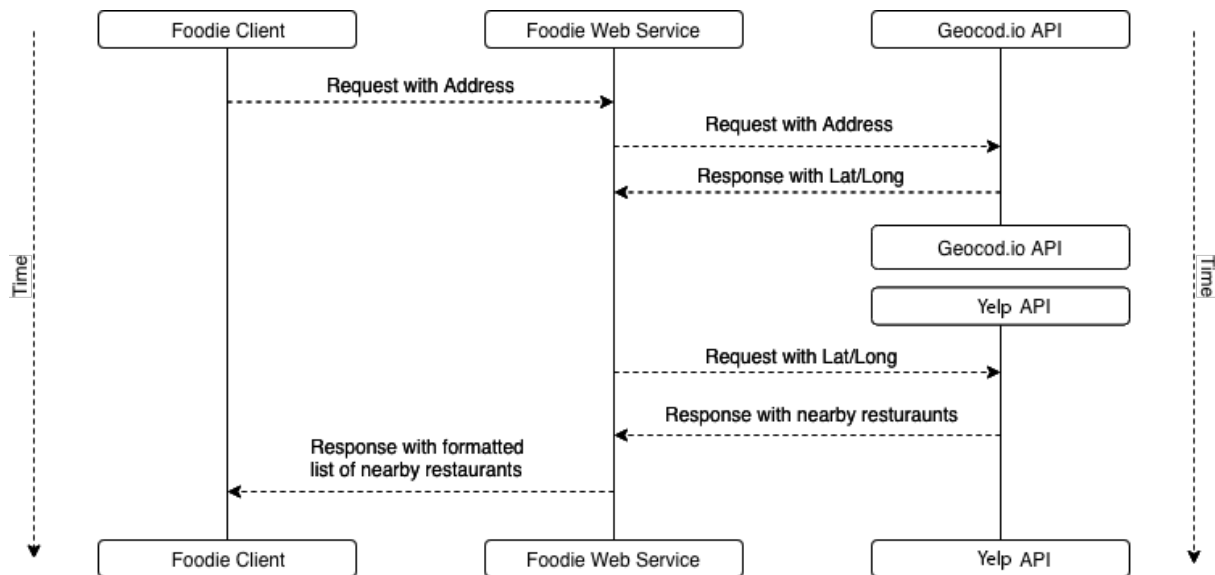 Foodie Client
Foodie Web Service
Geocod.io API
Request with Address
Request with Address
Response with Lat/Long
Geocod.io API
Time
Time
Yelp API
Request with Lat/Long
Response with nearby resturaunts
Response with formatted
list of nearby restaurants
Foodie Client
Foodie Web Service
Yelp API